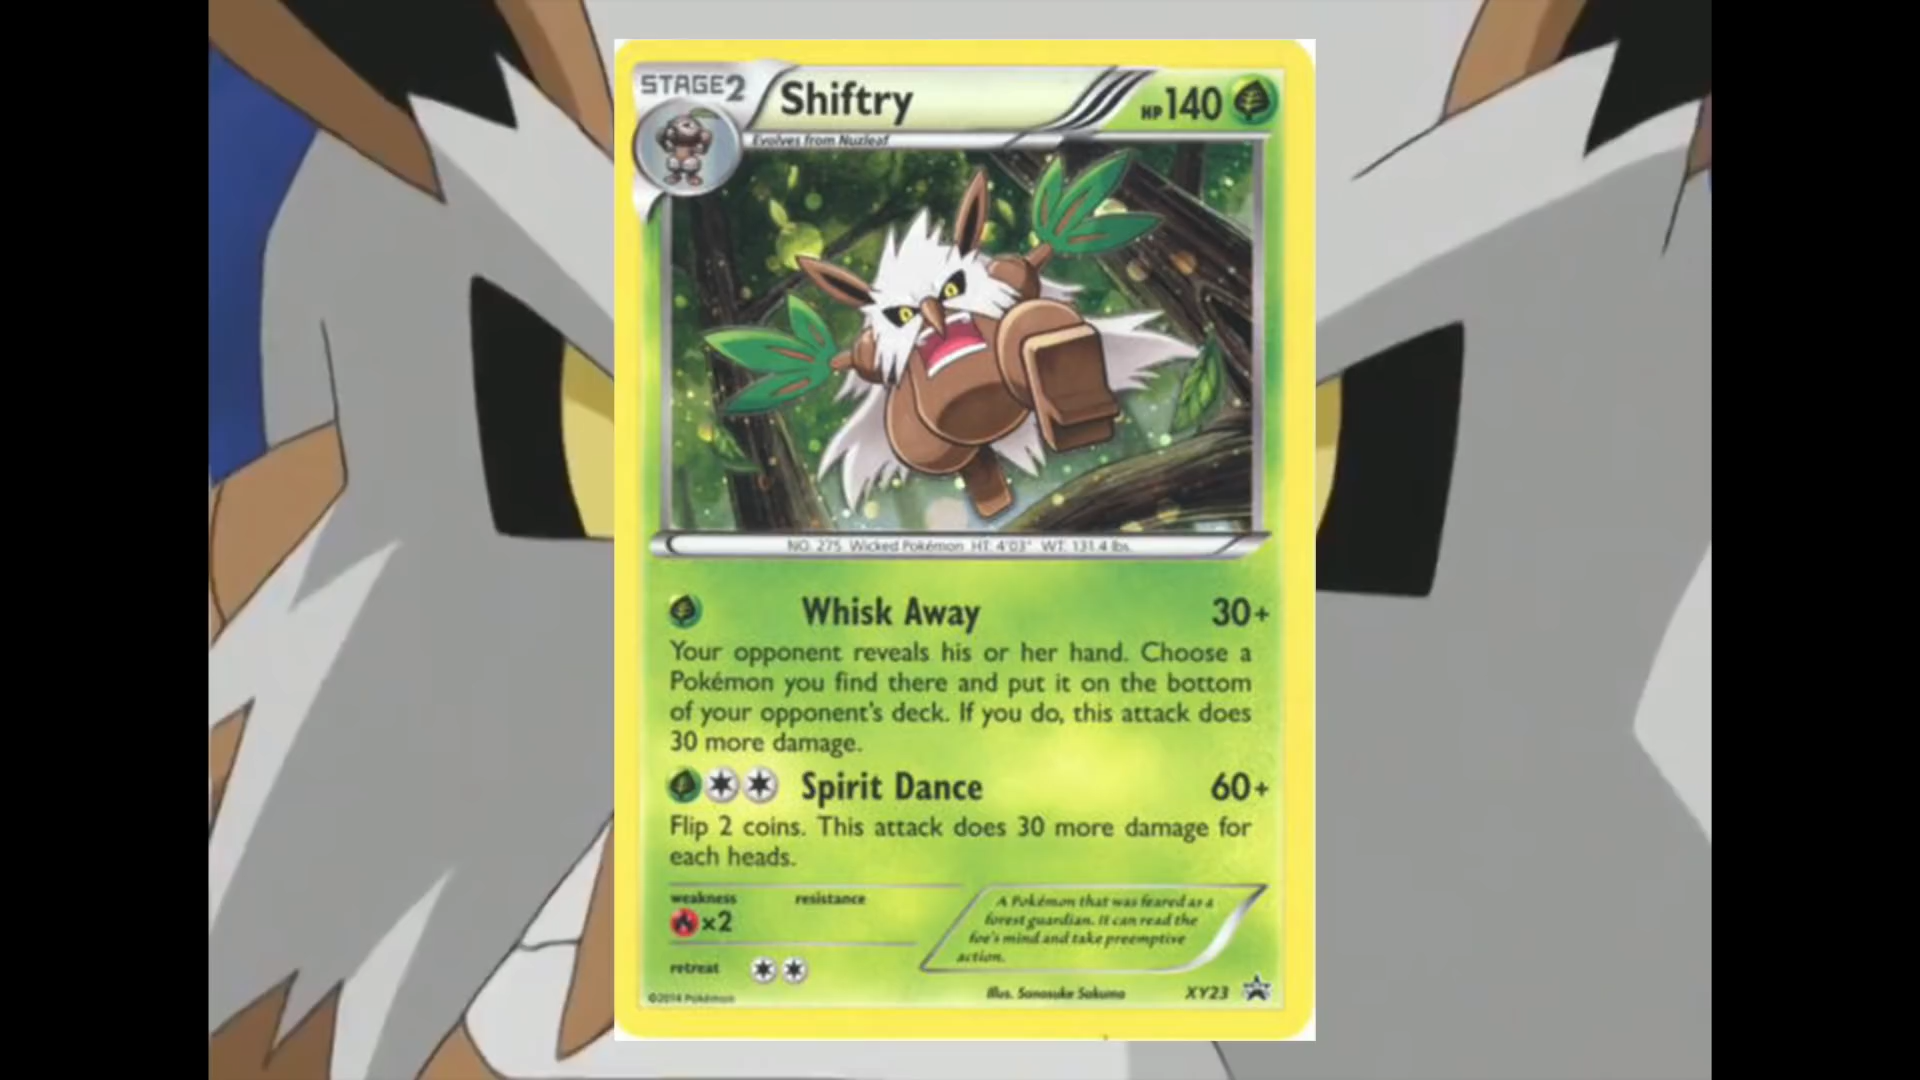 STAGE2 Shiftry HP140
Evolves from Nuzleaf
NO. 275 Wicked Pokémon HT: 4'03" WT: 131.4 lbs.
Whisk Away 30+
Your opponent reveals his or her hand. Choose a
Pokémon you find there and put it on the bottom
of your opponent's deck. If you do, this attack does
30 more damage.
Spirit Dance 60+
Flip 2 coins. This attack does 30 more damage for
each heads.
weakness resistance
×2
A Pokémon that was feared as a
forest guardian. It can read the
foe's mind and take preemptive
action.
retreat
©2014 Pokémon
Illus. Sanosuke Sakuma XY23